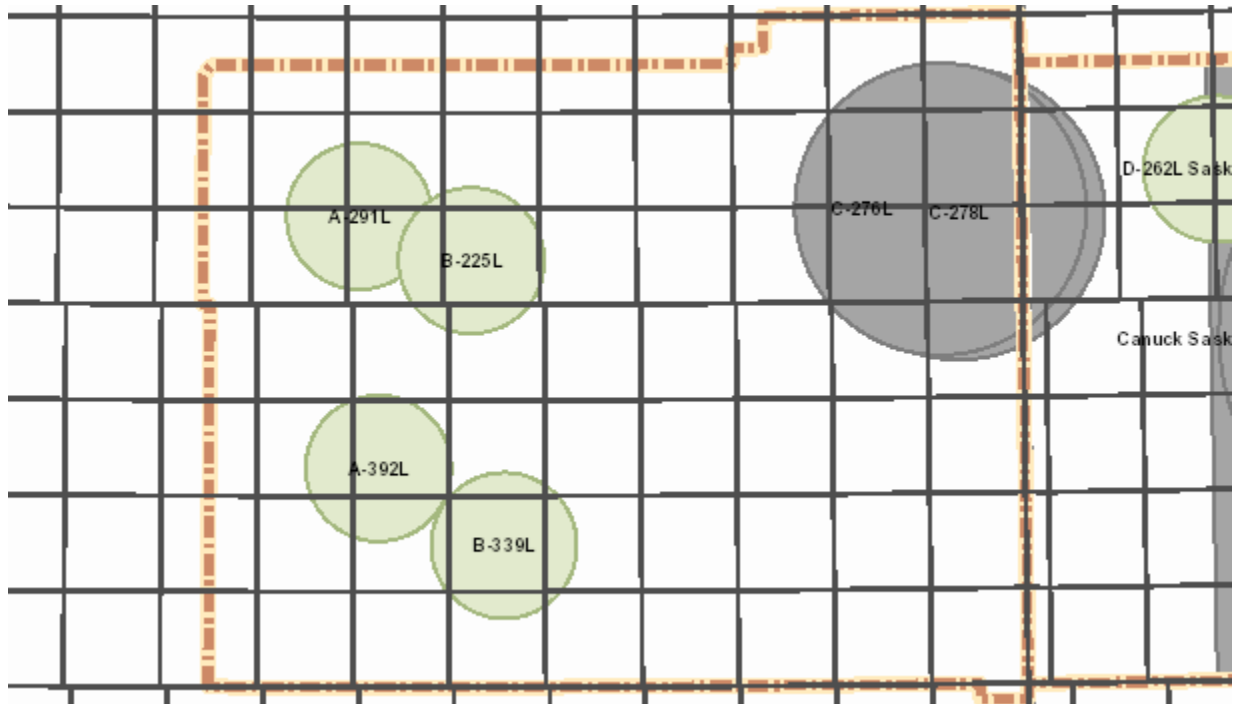 D-262L Sask
A-291L
C-276L
C-278L
B-225L
Canuck Sask
A-392L
B-339L